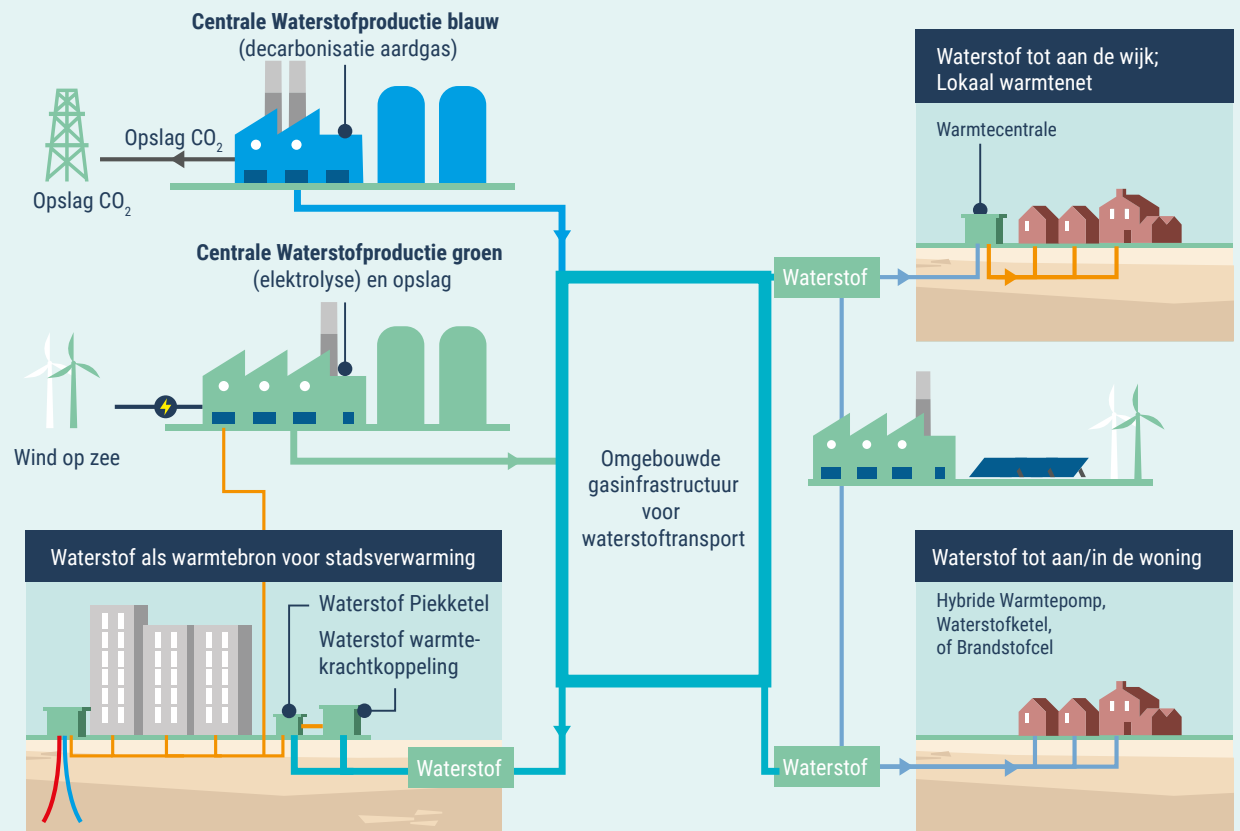 Centrale Waterstofproductie blauw
(decarbonisatie aardgas)
Opslag CO₂
Opslag CO₂
Centrale Waterstofproductie groen
(elektrolyse) en opslag
Wind op zee
Waterstof als warmtebron voor stadsverwarming
Waterstof Piekketel
Waterstof warmte-
krachtkoppeling
Waterstof
Omgebouwde
gasinfrastructuur
voor
waterstoftransport
Waterstof
Waterstof tot aan de wijk;
Lokaal warmtenet
Warmtecentrale
Waterstof
Waterstof tot aan/in de woning
Hybride Warmtepomp,
Waterstofketel,
of Brandstofcel